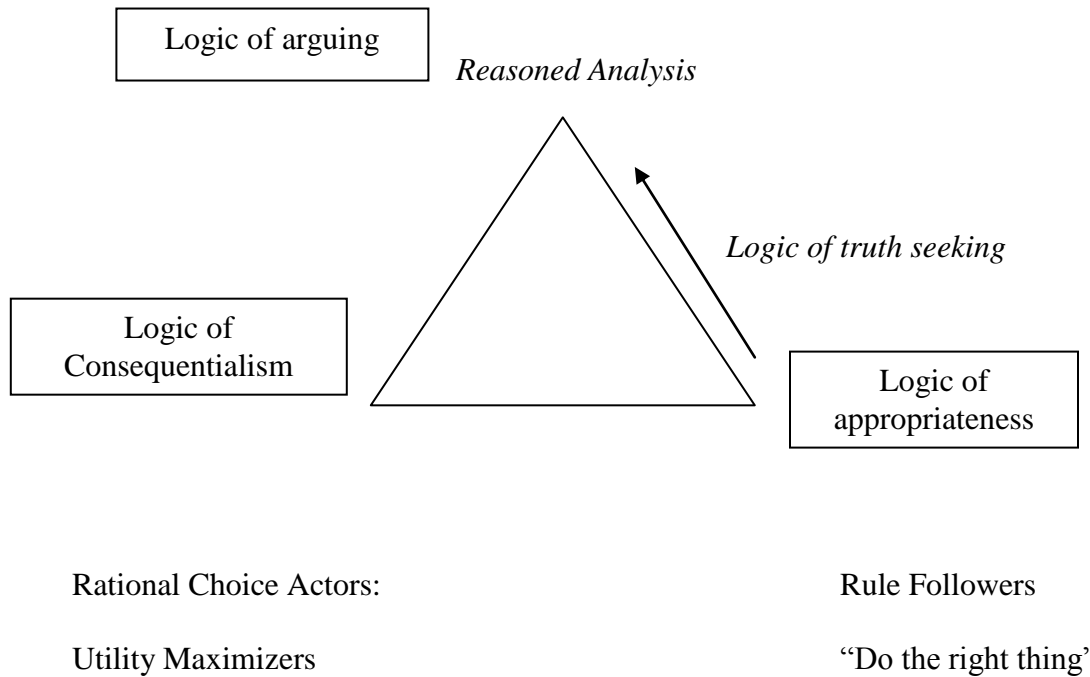 Logic of arguing
Reasoned Analysis
Logic of truth seeking
Logic of
Consequentialism
Logic of
appropriateness
Rational Choice Actors:
Rule Followers
Utility Maximizers
“Do the right thing’